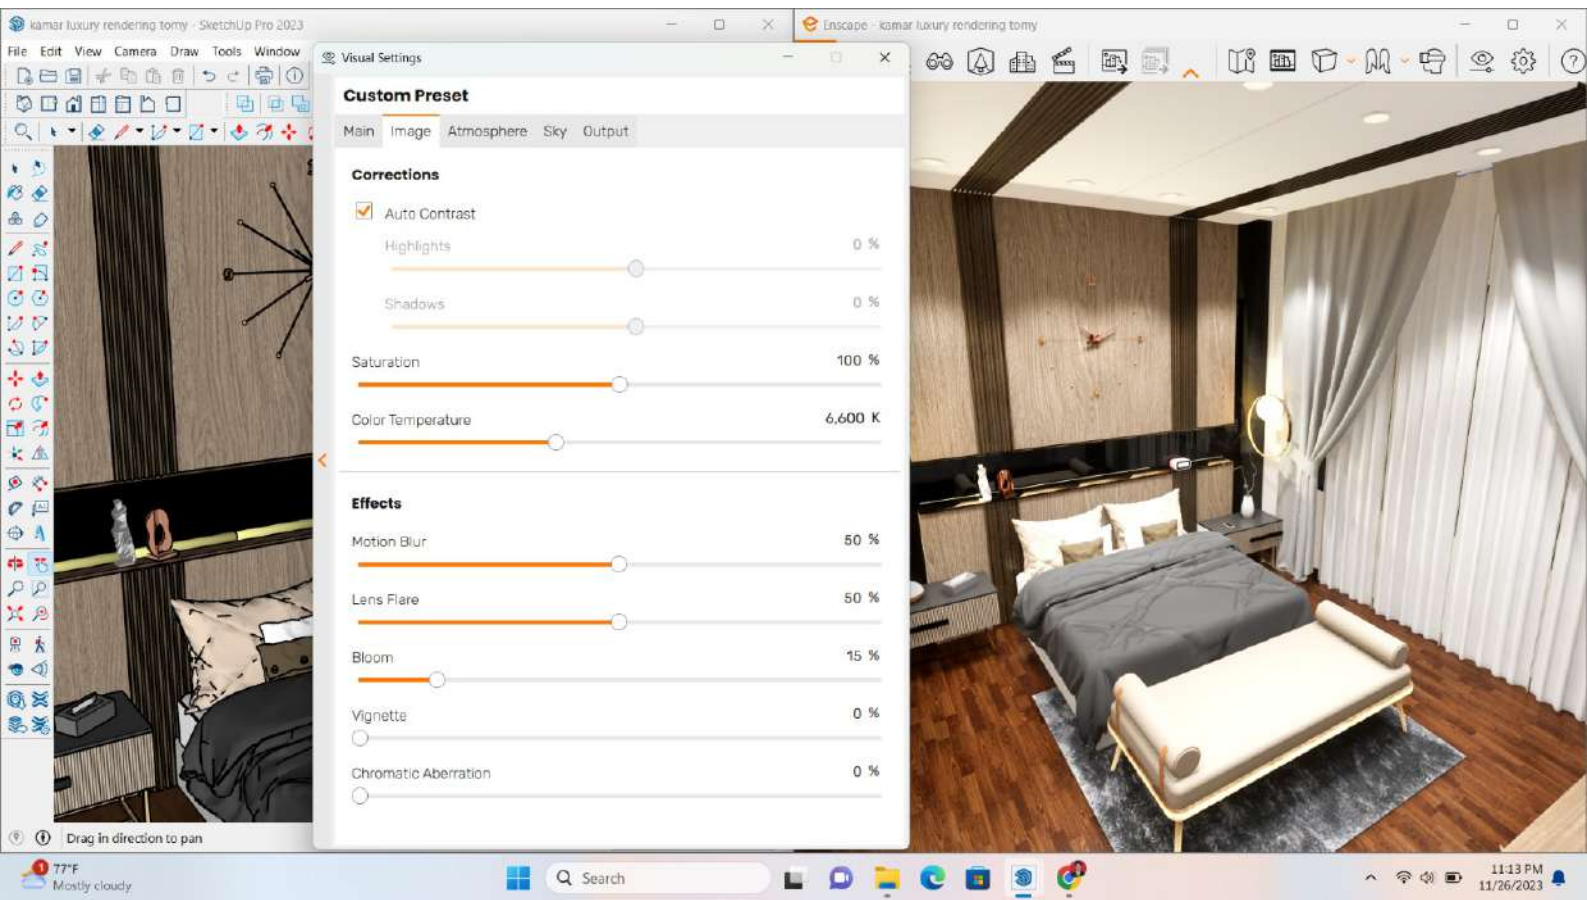 kamar luxury rendering tomy - SketchUp Pro 2023
File Edit View Camera Draw Tools Window
Drag in direction to pan
Visual Settings
Custom Preset
Main Image Atmosphere Sky Output
Corrections
Auto Contrast
Highlights 0 %
Shadows 0 %
Saturation 100 %
Color Temperature 6,600 K
Effects
Motion Blur 50 %
Lens Flare 50 %
Bloom 15 %
Vignette 0 %
Chromatic Aberration 0 %
Enscape - kamar luxury rendering tomy
1
77°F
Mostly cloudy
Search
11:13 PM
11/26/2023